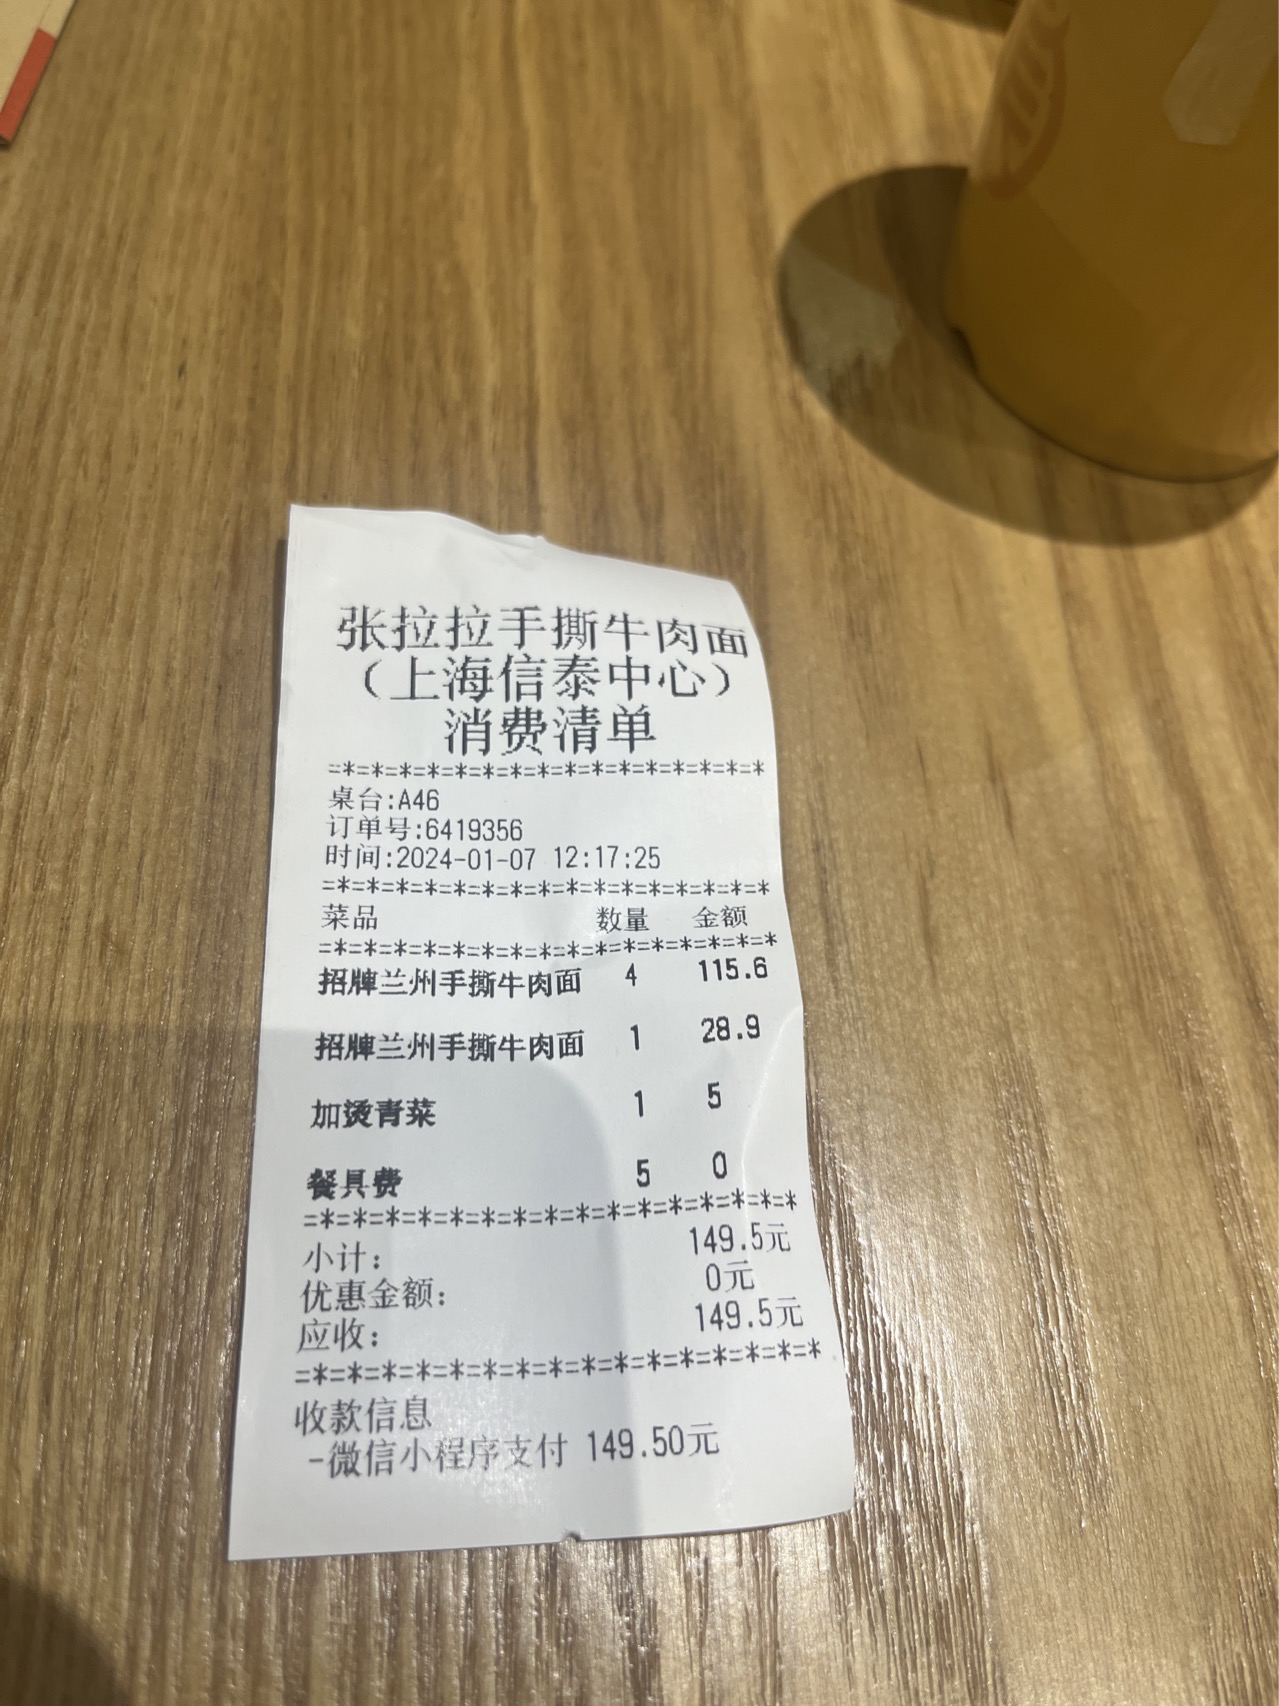 张拉拉手撕牛肉面
（上海信泰中心）
消费清单
=*=*=*=*=*=*=*=*=*=*=*=*=*=*=*=*
桌台:A46
订单号:6419356
时间:2024-01-07 12:17:25
=*=*=*=*=*=*=*=*=*=*=*=*=*=*=*=*
菜品 数量 金额
=*=*=*=*=*=*=*=*=*=*=*=*=*=*=*=*
招牌兰州手撕牛肉面 4 115.6
招牌兰州手撕牛肉面 1 28.9
加烫青菜 1 5
餐具费 5 0
=*=*=*=*=*=*=*=*=*=*=*=*=*=*=*=*
小计: 149.5元
优惠金额: 0元
应收: 149.5元
=*=*=*=*=*=*=*=*=*=*=*=*=*=*=*=*
收款信息
-微信小程序支付 149.50元